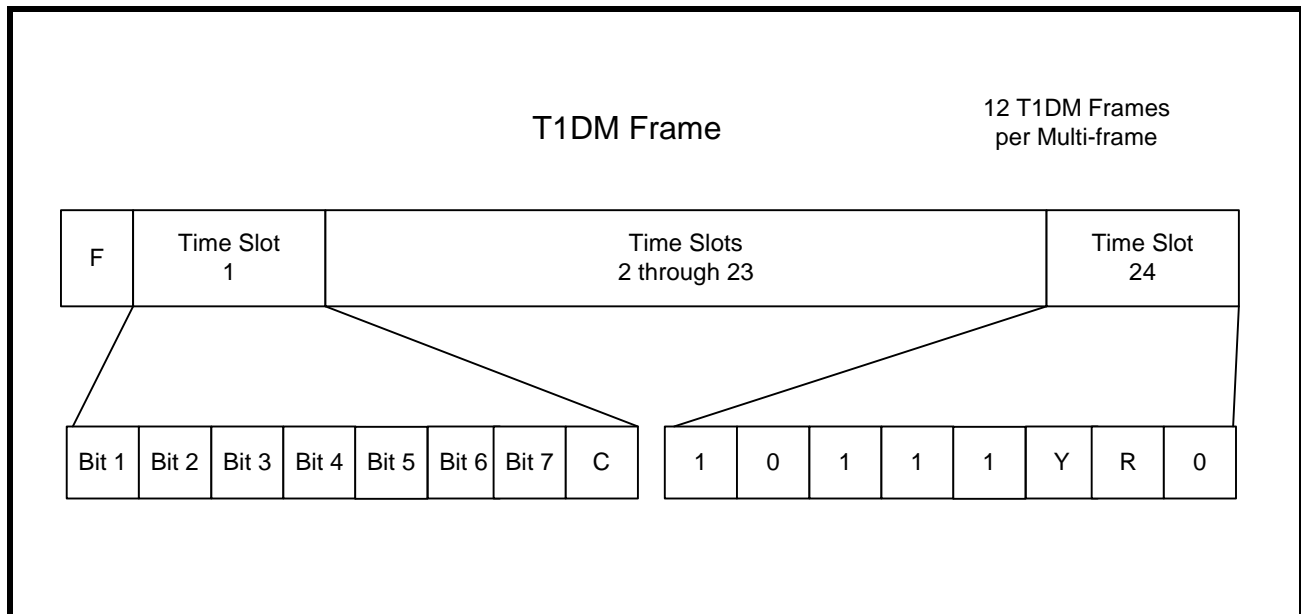 T1DM Frame
12 T1DM Frames
per Multi-frame
F
Time Slot
1
Time Slots
2 through 23
Time Slot
24
Bit 1 Bit 2 Bit 3 Bit 4 Bit 5 Bit 6 Bit 7 C 1 0 1 1 1 Y R 0